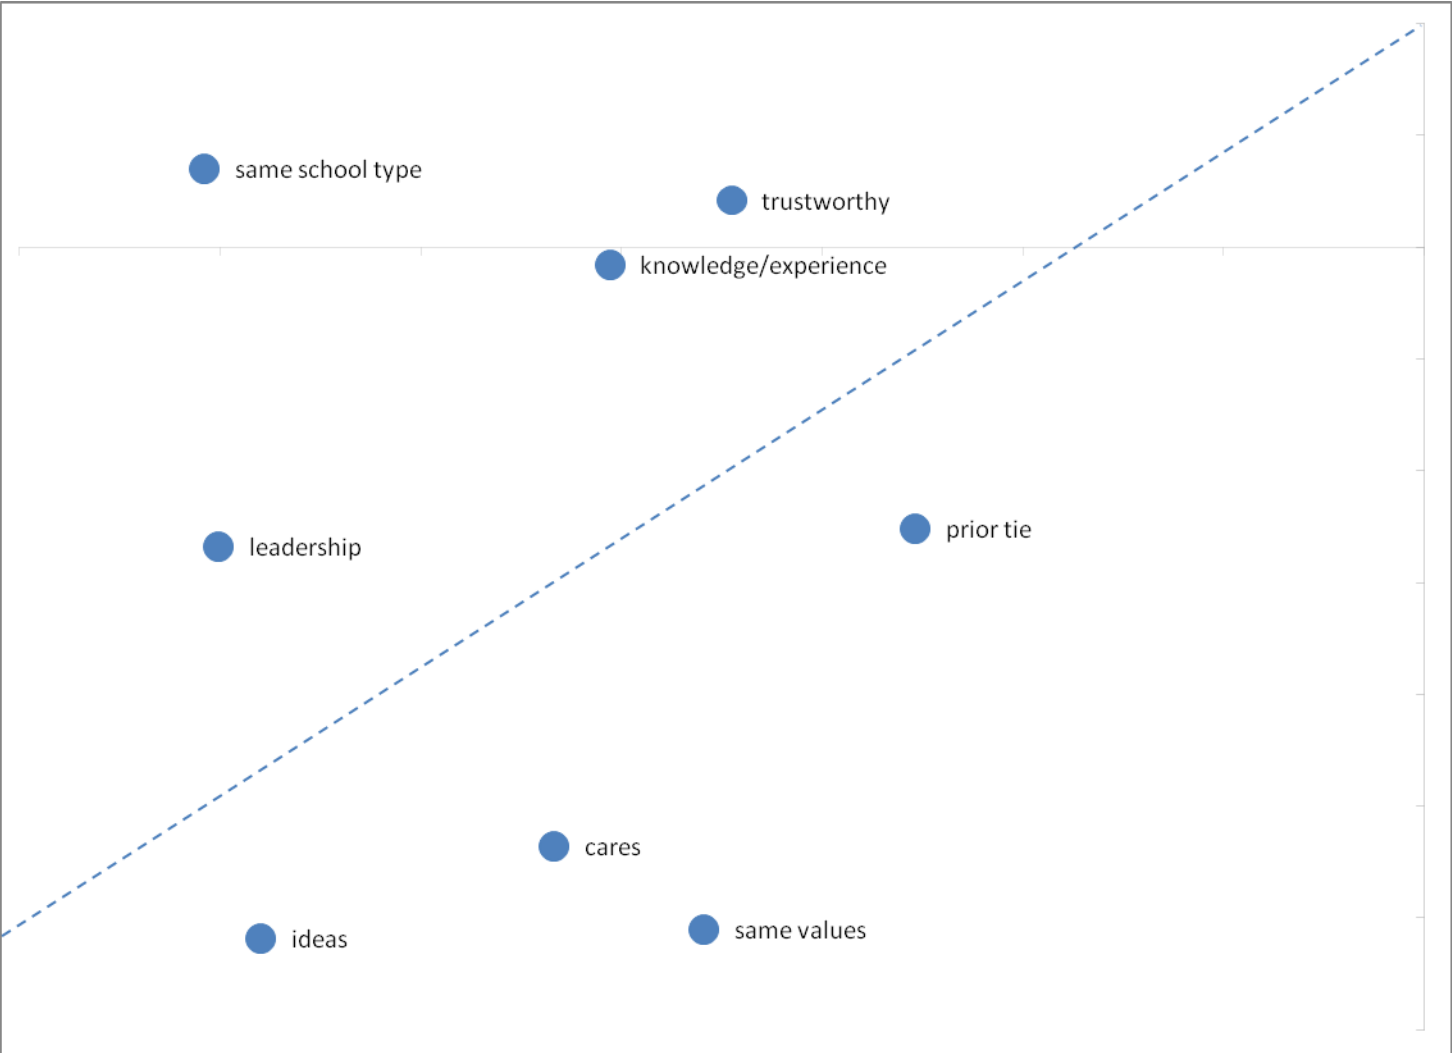 same school type
trustworthy
knowledge/experience
prior tie
leadership
cares
same values
ideas